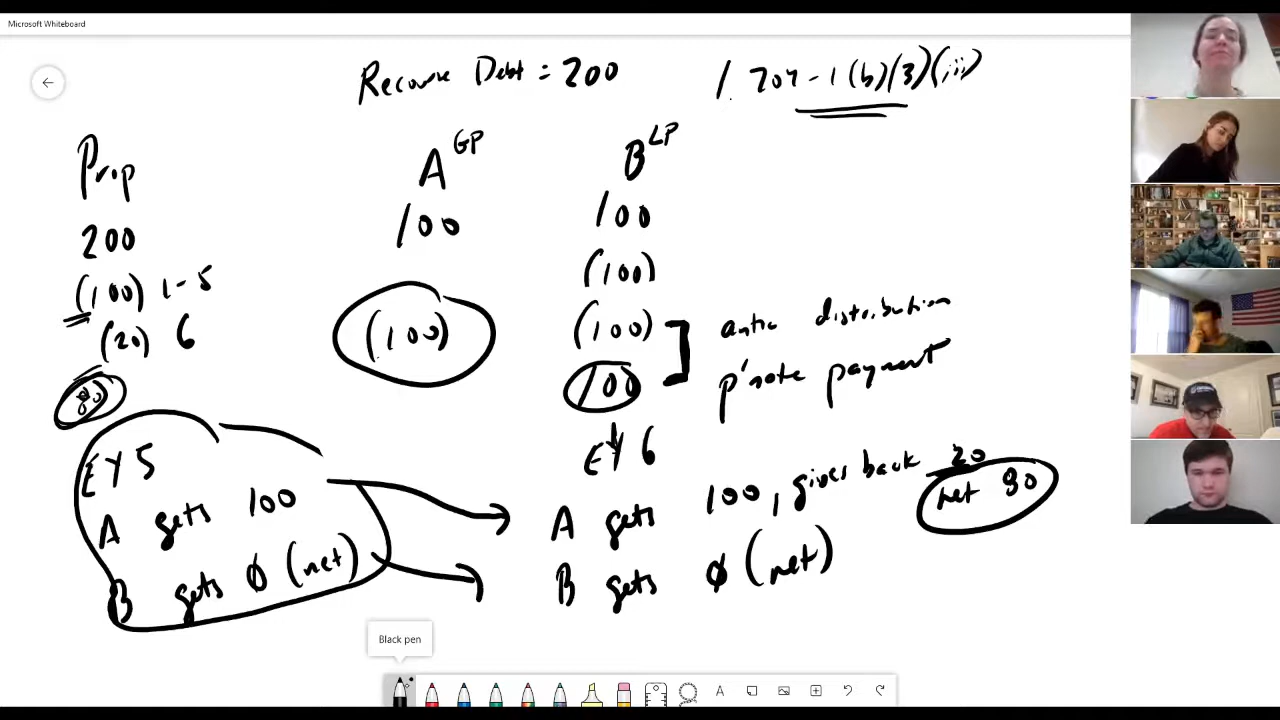 Microsoft Whiteboard
Recourse Debt = 200
1.704-1(b)(3)(iii)
Prop
200
(100) 1-5
(20) 6
80
A GP
100
(100)
B LP
100
(100)
(100)
100
antic distribution
p'note payment
EY 5
A gets 100
B gets Ø (net)
EY 6
A gets 100, gives back 20
net 80
B gets Ø (net)
Black pen
A